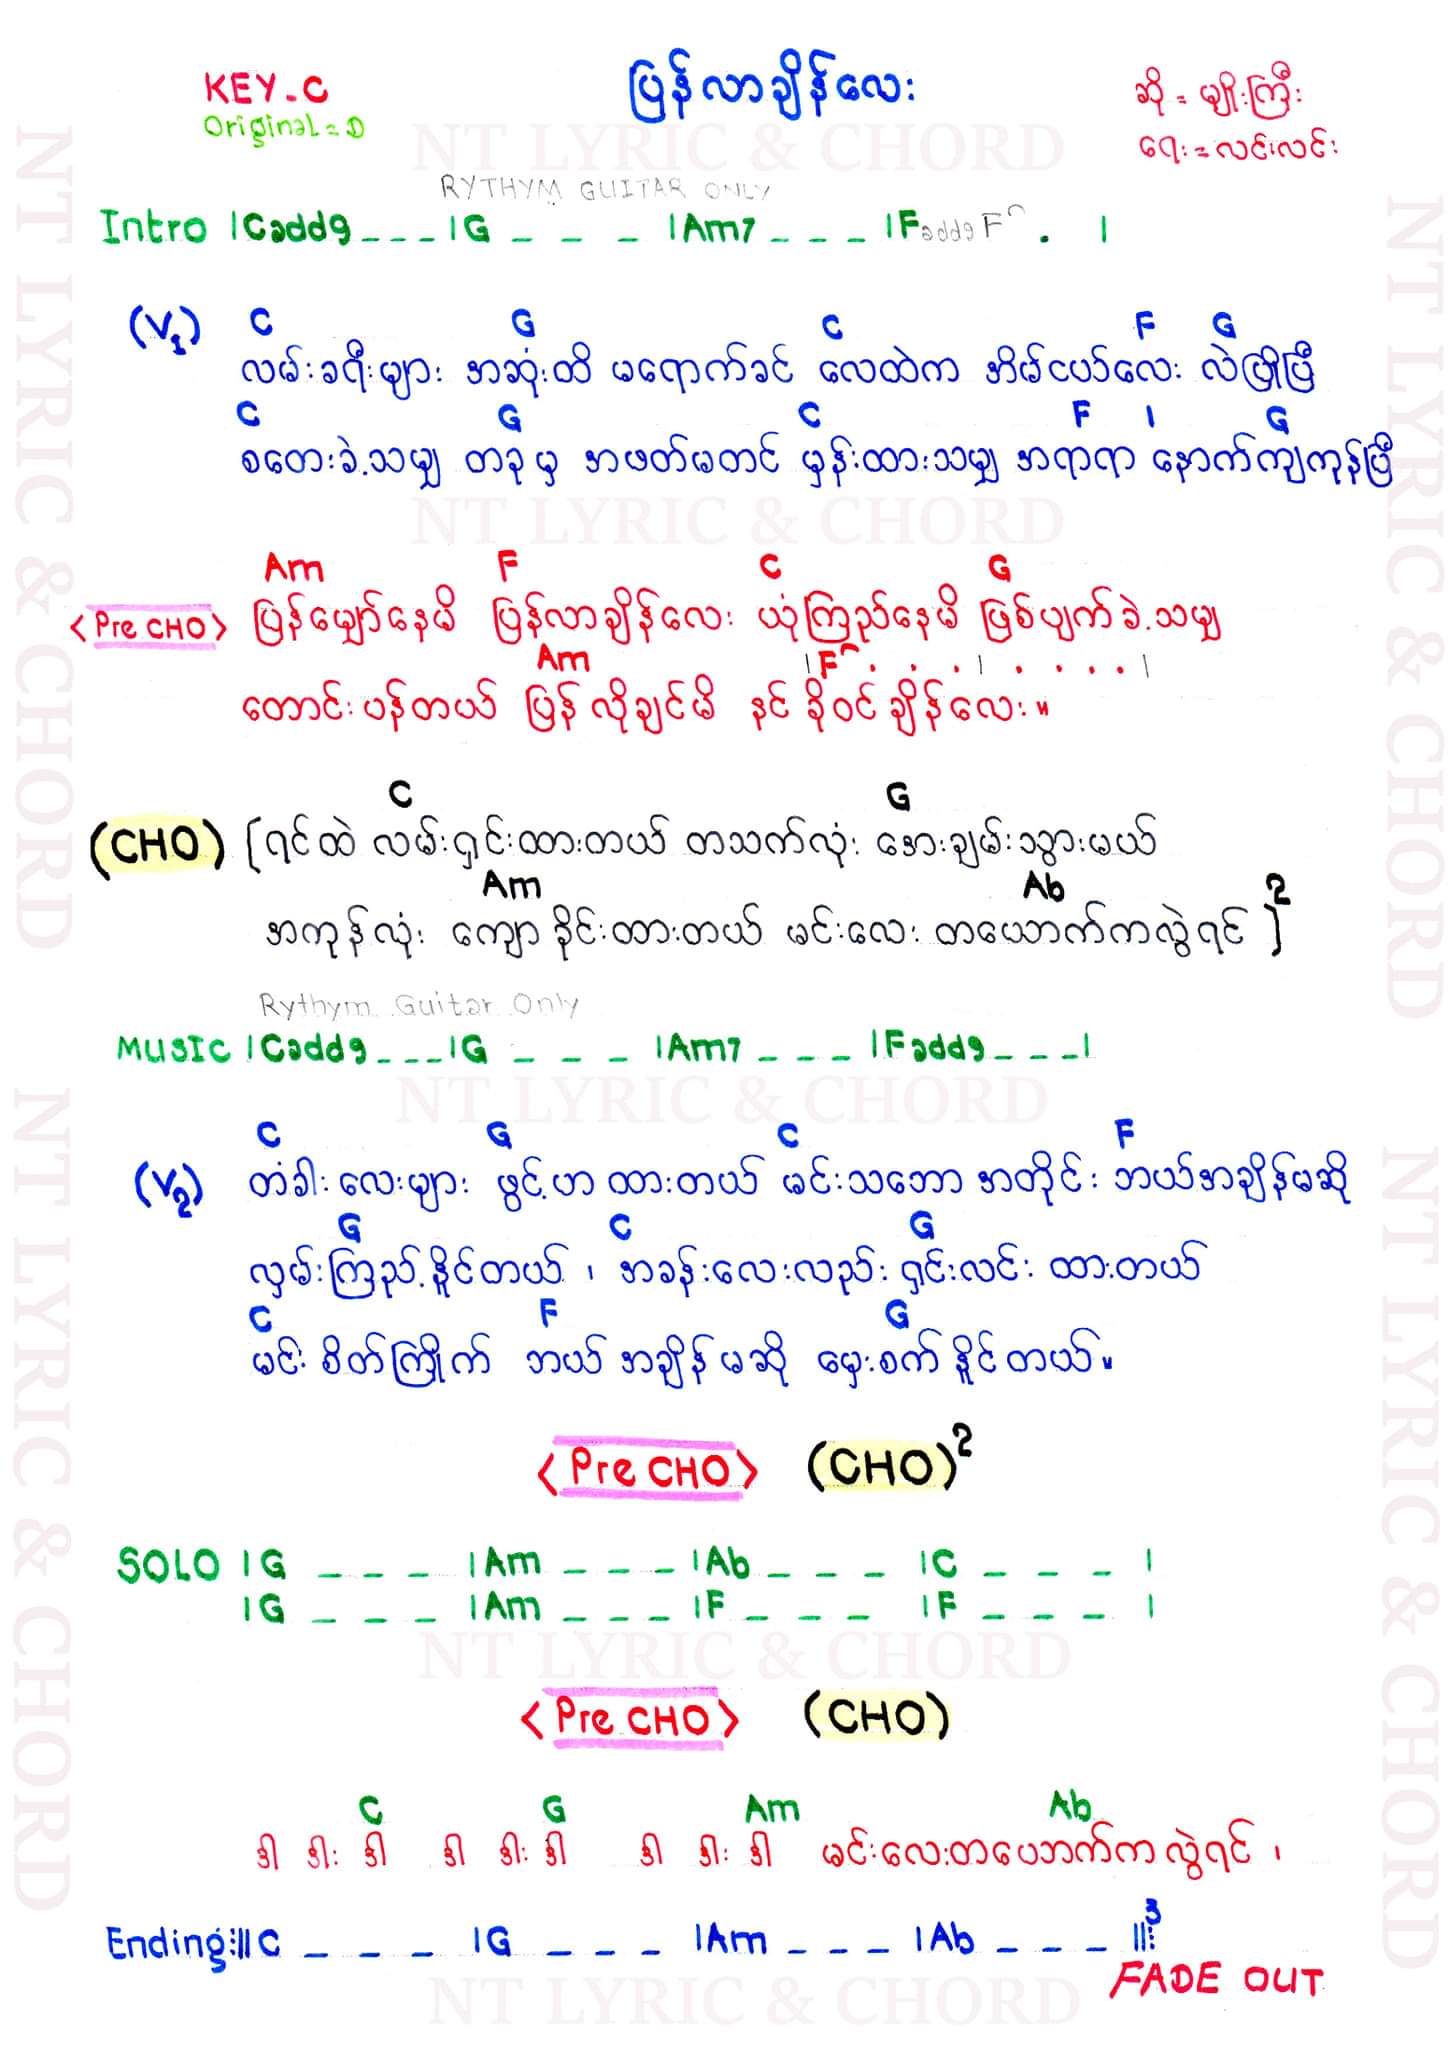 KEY-C
ပြန်လာချိန်လေး
ဆို = မျိုးကြီး
Original = D
ရေး = လင်းလင်း
NT LYRIC & CHORD
RYTHYM GUITAR ONLY
Intro |Cadd9 _ _ _ |G _ _ _ |Am7 _ _ _ |Fadd9 F . |
(V1)
C G C F G
လမ်းခရီးများ အဆုံးထိ မရောက်ခင် လေထဲက အိမ်ငယ်လေး လဲပြိုပြီ
C G C F | G
စတေးခဲ့သမျှ တခုမှ အဖတ်မတင် မှန်းထားသမျှ အရာရာ နောက်ကျကုန်ပြီ
NT LYRIC & CHORD
Am F C G
<Pre CHO> ပြန်မျှော်နေမိ ပြန်လာချိန်လေး ယုံကြည်နေမိ ဖြစ်ပျက်ခဲ့သမျှ
Am |F . . . | . . . . |
တောင်းပန်တယ် ပြန်လိုချင်မိ နင် ခိုဝင်ချိန်လေး။
C G
(CHO) [ရင်ထဲ လမ်းရှင်းထားတယ် တသက်လုံး အေးချမ်းသွားမယ်
Am Ab
အကုန်လုံး ကျောခိုင်းထားတယ် မင်းလေး တယောက်ကလွဲရင် ]2
Rythym Guitar Only
MUSIC |Cadd9 _ _ _ |G _ _ _ |Am7 _ _ _ |Fadd9 _ _ _ |
NT LYRIC & CHORD
C G C F
(V2) တံခါးလေးများ ဖွင့်ဟ ထားတယ် မင်းသဘော အတိုင်း ဘယ်အချိန်မဆို
G C G
လှမ်းကြည့်နိူင်တယ် ၊ အခန်းလေးလည်း ရှင်းလင်း ထားတယ်
C F G
မင်း စိတ်ကြိုက် ဘယ်အချိန်မဆို မှေးစက်နိူင်တယ်။
<Pre CHO> (CHO)2
SOLO |G _ _ _ |Am _ _ _ |Ab _ _ _ |C _ _ _ |
|G _ _ _ |Am _ _ _ |F _ _ _ |F _ _ _ |
NT LYRIC & CHORD
<Pre CHO> (CHO)
C G Am Ab
ဒါ ဒါး ဒါ ဒါ ဒါး ဒါ ဒါ ဒါး ဒါ မင်းလေးတယောက်ကလွဲရင် ၊
Ending :|||C _ _ _ |G _ _ _ |Am _ _ _ |Ab _ _ _ |||:3
FADE OUT
NT LYRIC & CHORD
NT LYRIC & CHORD
NT LYRIC & CHORD
NT LYRIC & CHORD
NT LYRIC & CHORD